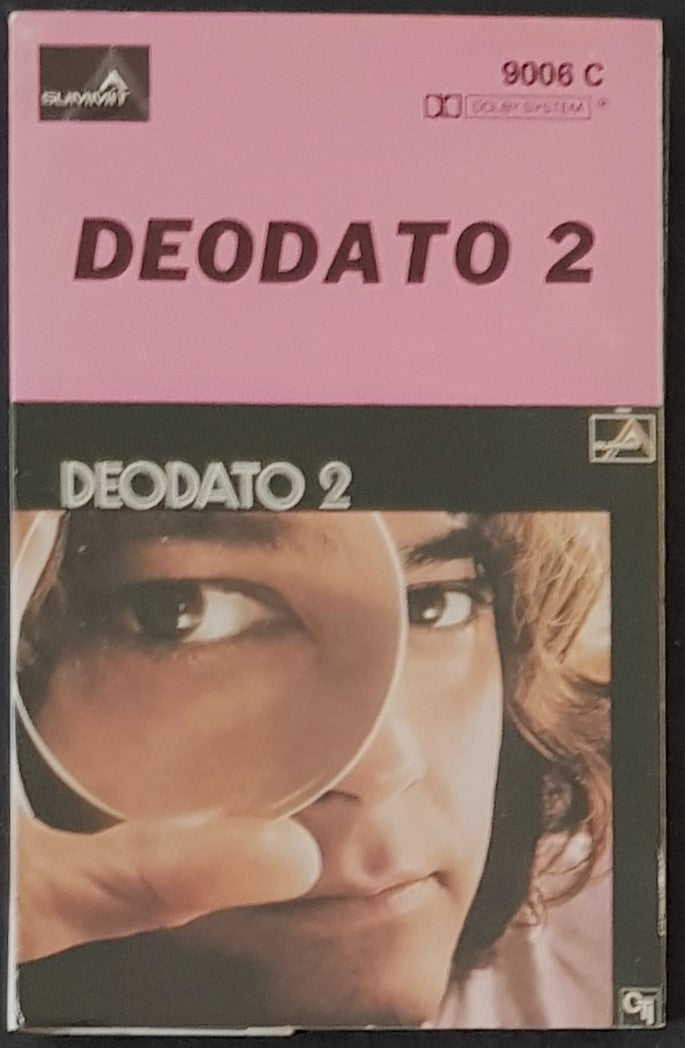 SUMMIT
9006 C
DOLBY SYSTEM ®
DEODATO 2
DEODATO 2
CTI